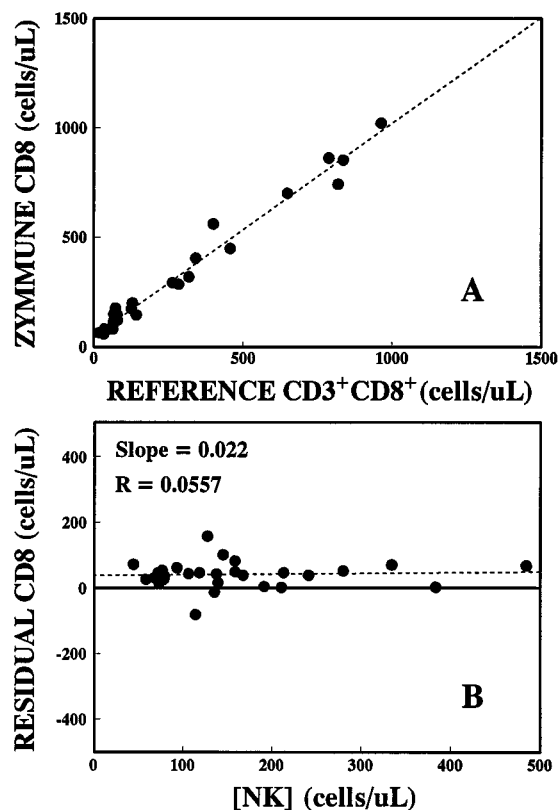 1500
1000
500
0
ZYMMUNE CD8 (cells/uL)
A
0 500 1000 1500
REFERENCE CD3⁺CD8⁺ (cells/uL)
400
200
0
-200
-400
RESIDUAL CD8 (cells/uL)
Slope = 0.022
R = 0.0557
B
0 100 200 300 400 500
[NK] (cells/uL)